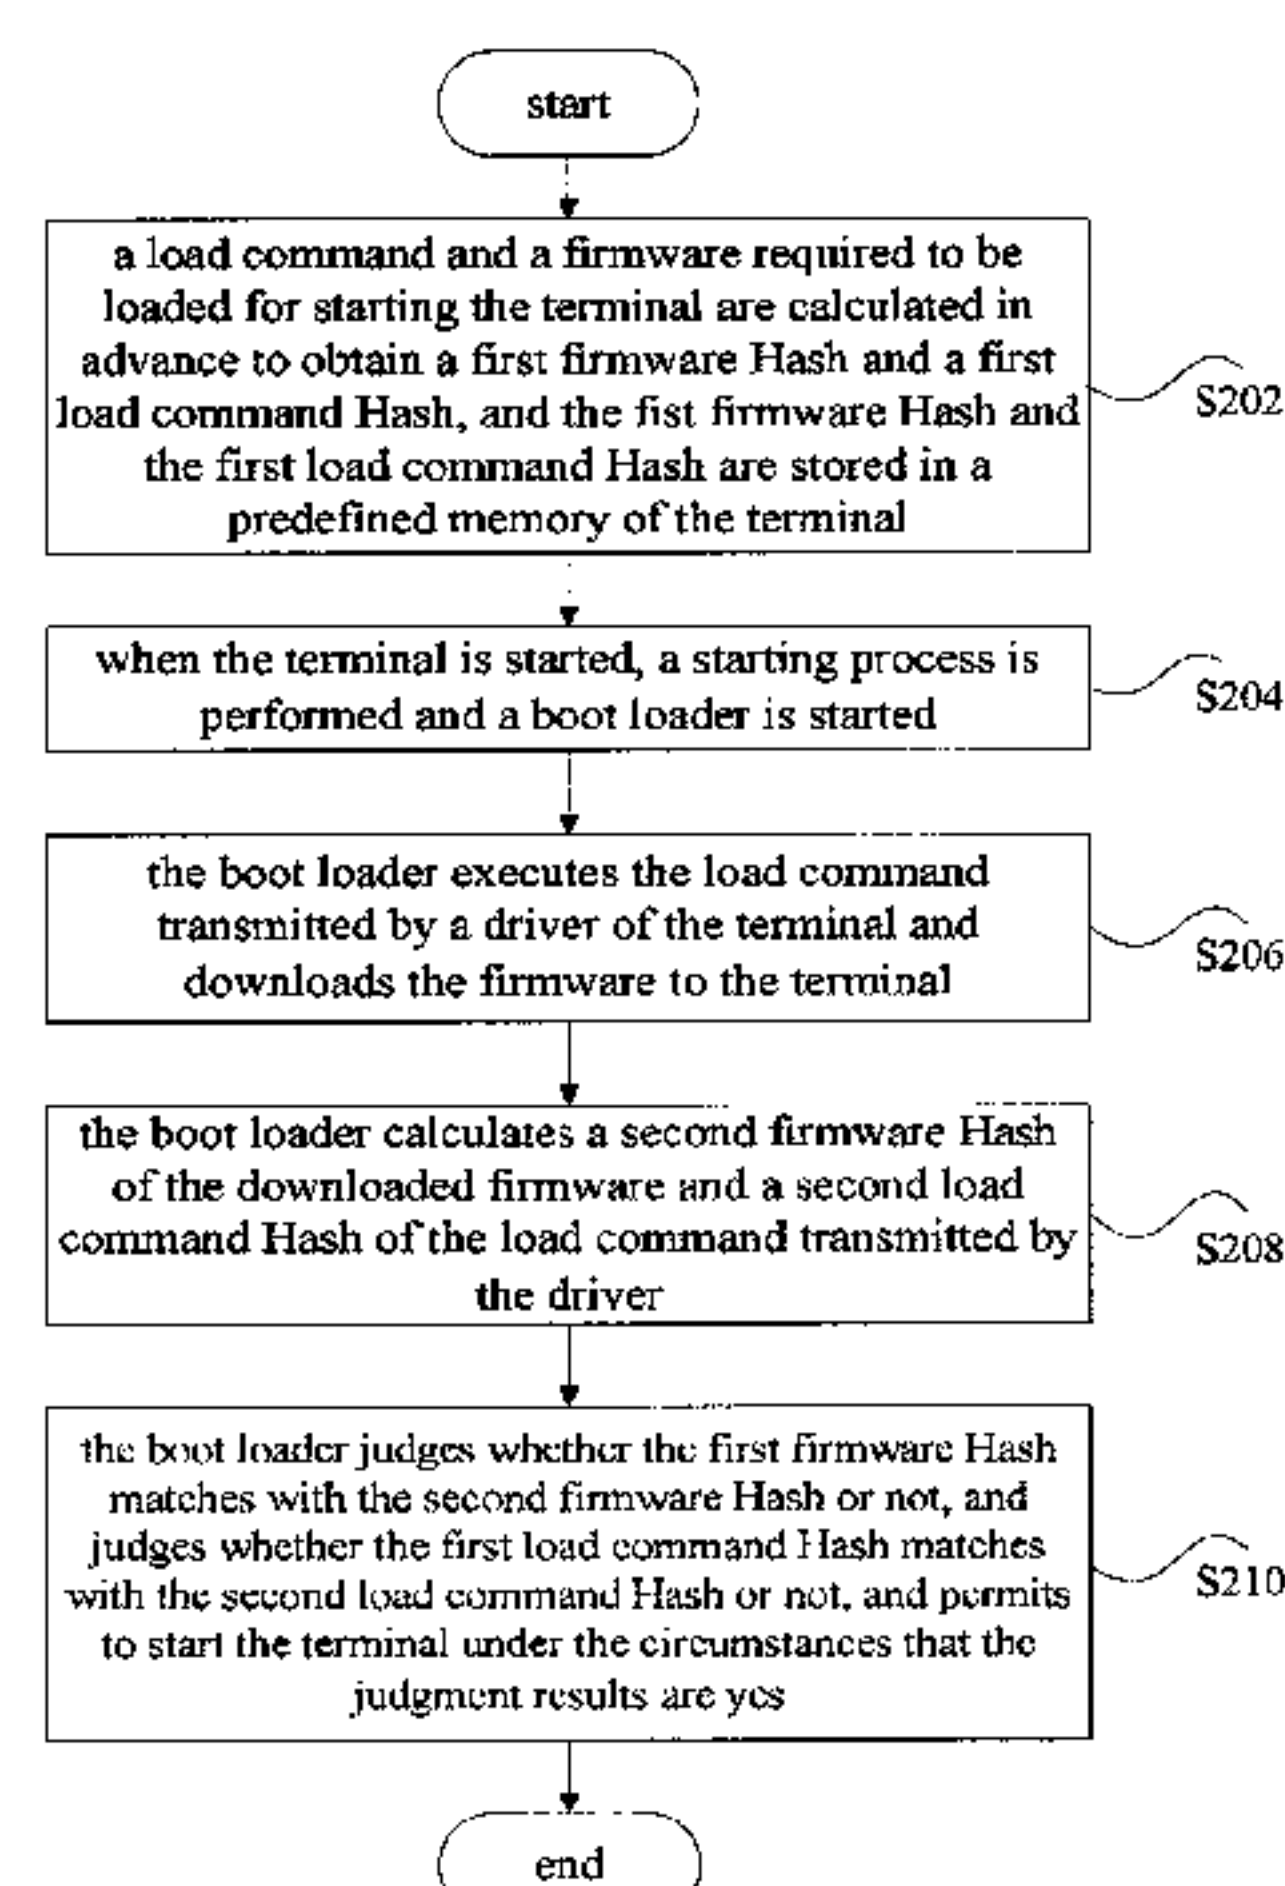 start
a load command and a firmware required to be
loaded for starting the terminal are calculated in
advance to obtain a first firmware Hash and a first
load command Hash, and the fist firmware Hash and
the first load command Hash are stored in a
predefined memory of the terminal
S202
when the terminal is started, a starting process is
performed and a boot loader is started
S204
the boot loader executes the load command
transmitted by a driver of the terminal and
downloads the firmware to the terminal
S206
the boot loader calculates a second firmware Hash
of the downloaded firmware and a second load
command Hash of the load command transmitted by
the driver
S208
the boot loader judges whether the first firmware Hash
matches with the second firmware Hash or not, and
judges whether the first load command Hash matches
with the second load command Hash or not, and permits
to start the terminal under the circumstances that the
judgment results are yes
S210
end